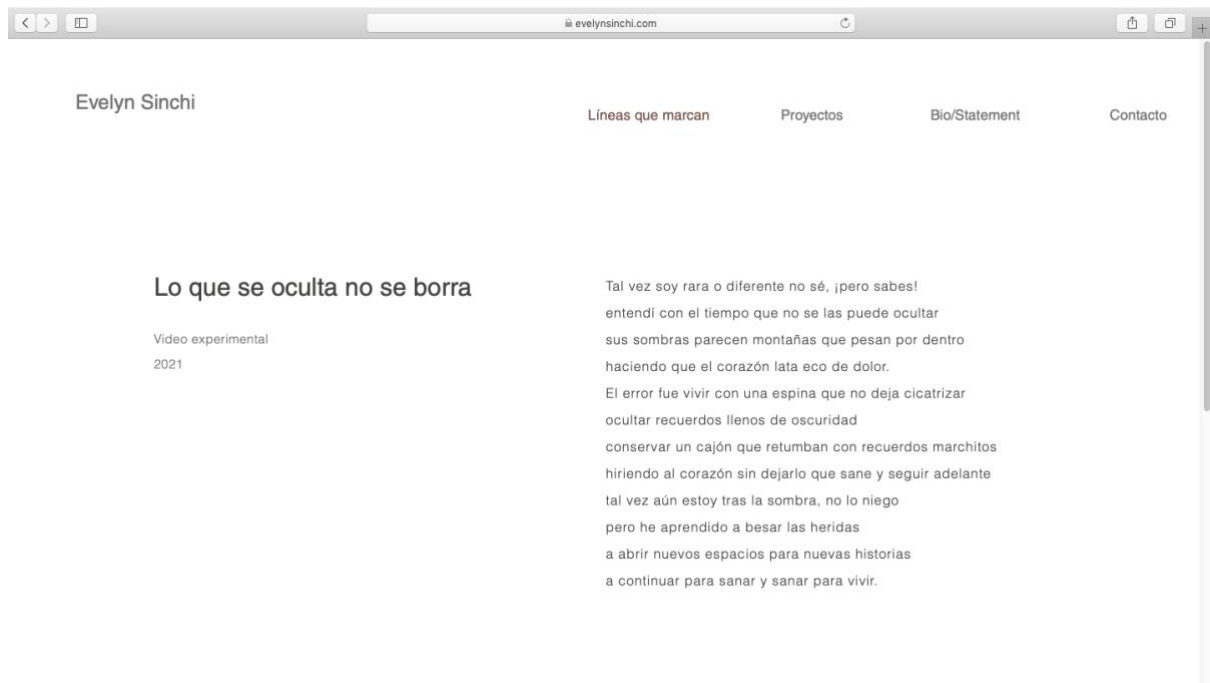 evelynsinchi.com
Evelyn Sinchi
Líneas que marcan
Proyectos
Bio/Statement
Contacto
Lo que se oculta no se borra
Video experimental
2021
Tal vez soy rara o diferente no sé, ¡pero sabes!
entendí con el tiempo que no se las puede ocultar
sus sombras parecen montañas que pesan por dentro
haciendo que el corazón lata eco de dolor.
El error fue vivir con una espina que no deja cicatrizar
ocultar recuerdos llenos de oscuridad
conservar un cajón que retumban con recuerdos marchitos
hiriendo al corazón sin dejarlo que sane y seguir adelante
tal vez aún estoy tras la sombra, no lo niego
pero he aprendido a besar las heridas
a abrir nuevos espacios para nuevas historias
a continuar para sanar y sanar para vivir.